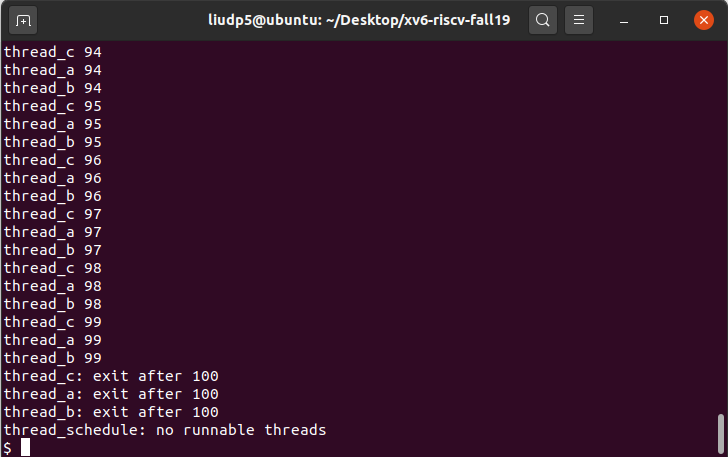 liudp5@ubuntu: ~/Desktop/xv6-riscv-fall19
thread_c 94
thread_a 94
thread_b 94
thread_c 95
thread_a 95
thread_b 95
thread_c 96
thread_a 96
thread_b 96
thread_c 97
thread_a 97
thread_b 97
thread_c 98
thread_a 98
thread_b 98
thread_c 99
thread_a 99
thread_b 99
thread_c: exit after 100
thread_a: exit after 100
thread_b: exit after 100
thread_schedule: no runnable threads
$